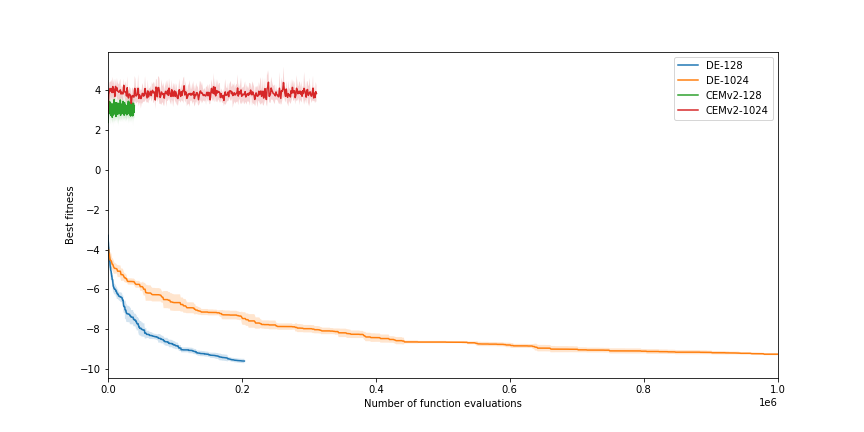 DE-128
DE-1024
CEMv2-128
CEMv2-1024
4
2
0
−2
−4
−6
−8
−10
Best fitness
0.0
0.2
0.4
0.6
0.8
1.0
1e6
Number of function evaluations